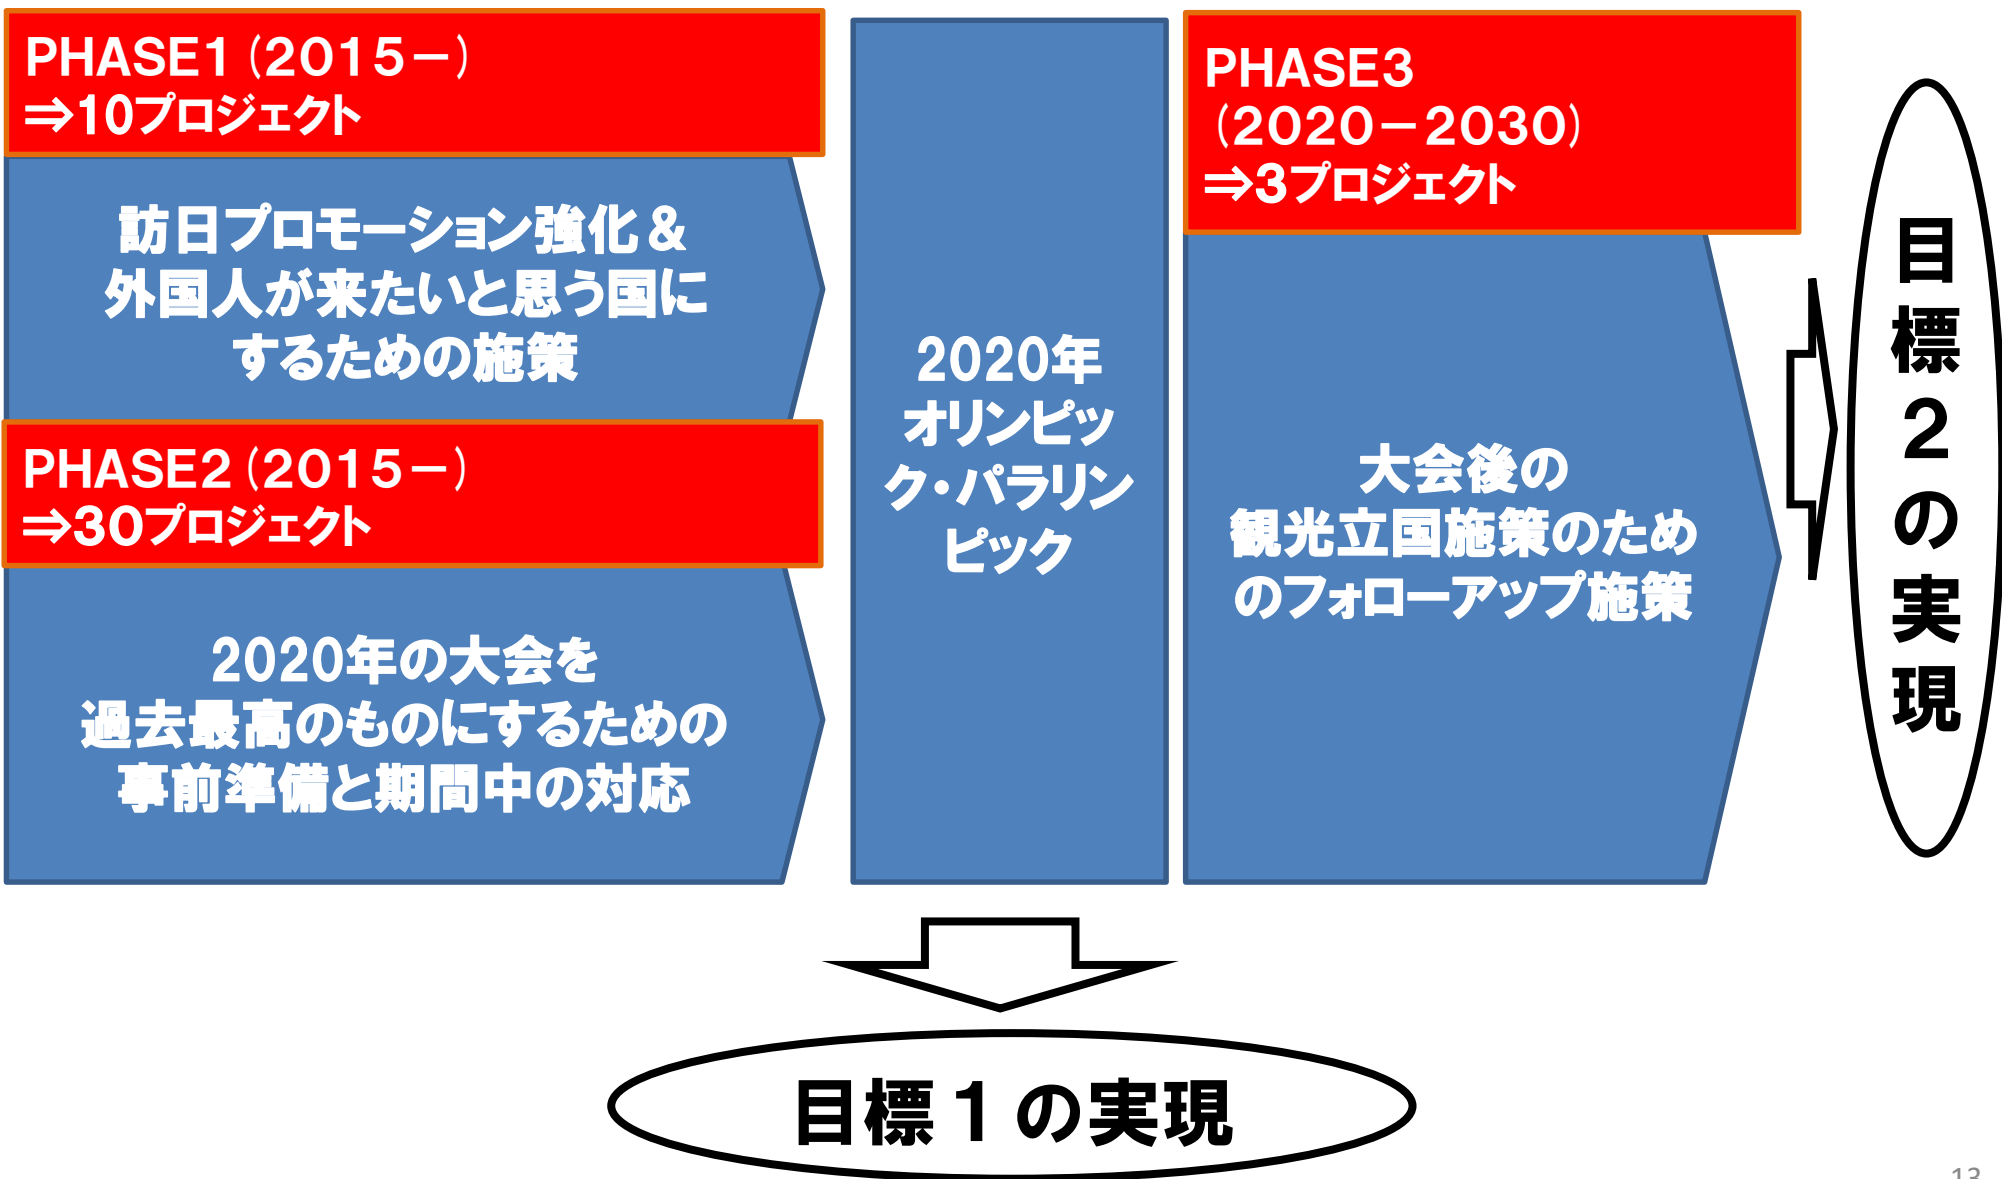 PHASE1（２０１５－）
⇒10プロジェクト
訪日プロモーション強化＆
外国人が来たいと思う国に
するための施策
PHASE2（２０１５－）
⇒30プロジェクト
2020年の大会を
過去最高のものにするための
事前準備と期間中の対応
2020年
オリンピッ
ク・パラリン
ピック
PHASE3
（２０２０－２０３０）
⇒3プロジェクト
大会後の
観光立国施策のため
のフォローアップ施策
目標２の実現
目標１の実現
13